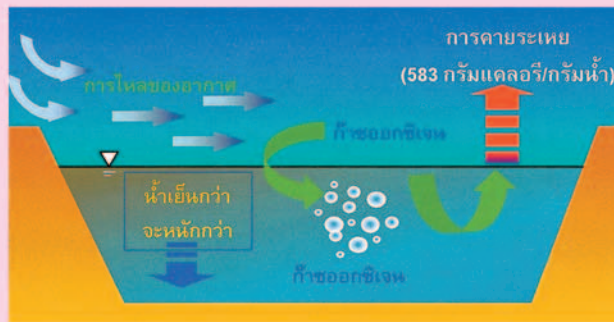 การคายระเหย
(583 กรัมแคลอรี/กรัมน้ำ)
การไหลของอากาศ
ก๊าซออกซิเจน
น้ำเย็นกว่า
จะหนักกว่า
ก๊าซออกซิเจน